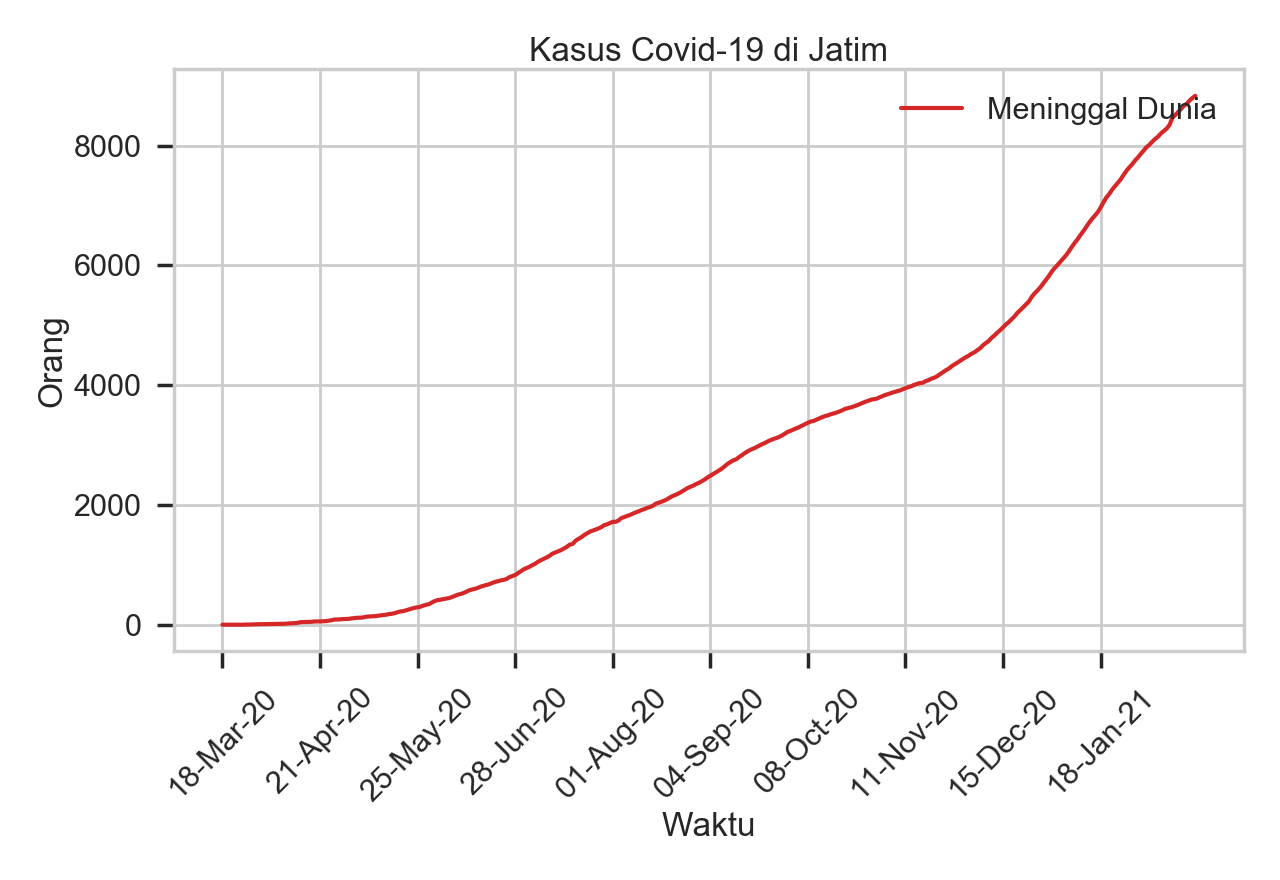 Kasus Covid-19 di Jatim
Meninggal Dunia
8000
6000
4000
2000
0
Orang
18-Mar-20
21-Apr-20
25-May-20
28-Jun-20
01-Aug-20
04-Sep-20
08-Oct-20
11-Nov-20
15-Dec-20
18-Jan-21
Waktu